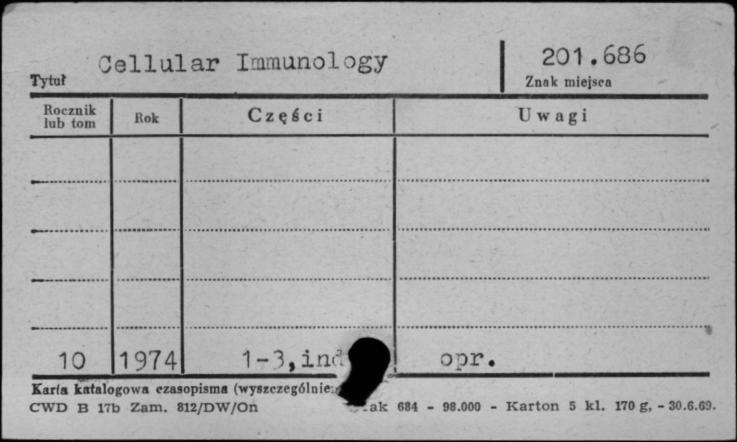 Cellular Immunology 201.686
Tytuł Znak miejsca
Rocznik lub tom Rok Części Uwagi
10 1974 1-3, opr.
Karta katalogowa czasopisma
CWD B 17b Zam. 812/DW/On 684 - 98.000 - Karton 5 kl. 170 g, - 30.6.69.